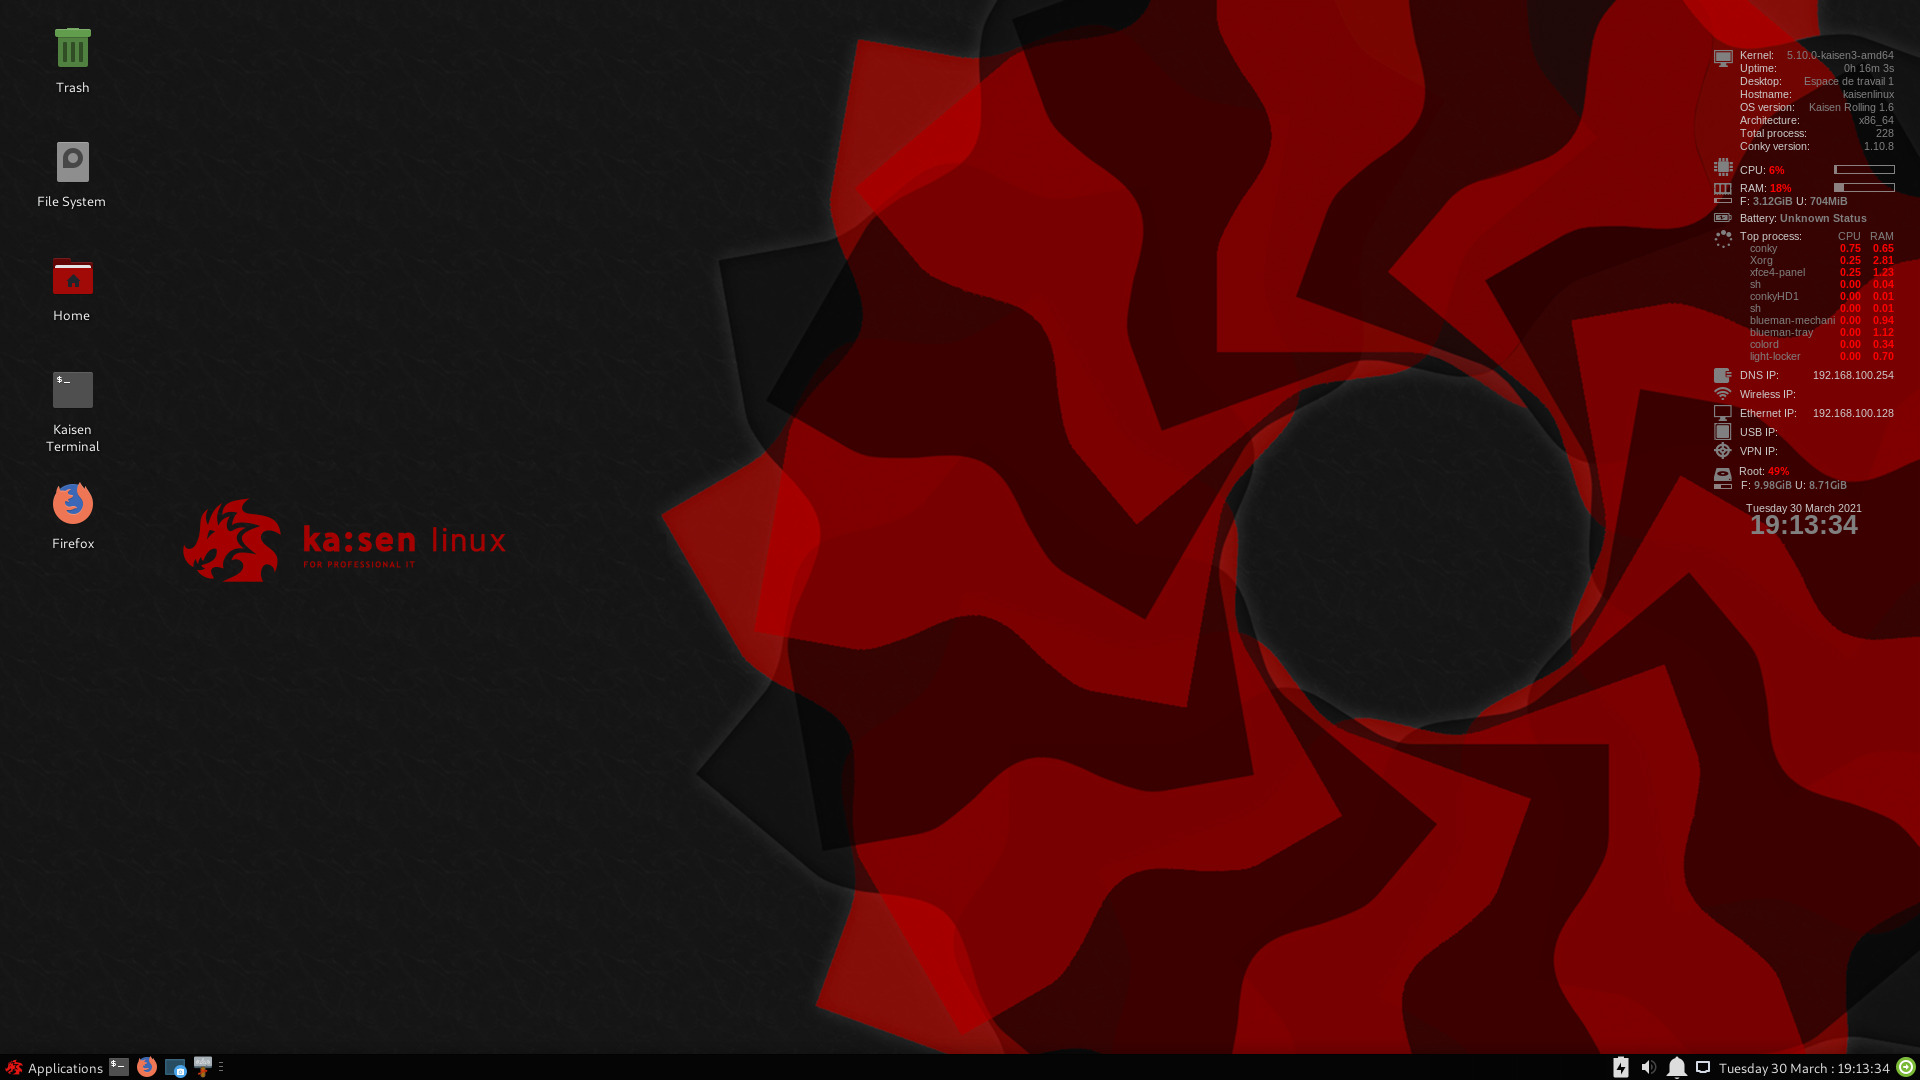 Trash
File System
Home
$_
Kaisen
Terminal
Firefox
ka:sen linux
FOR PROFESSIONAL IT
Kernel: 5.10.0-kaisen3-amd64
Uptime: 0h 16m 3s
Desktop: Espace de travail 1
Hostname: kaisenlinux
OS version: Kaisen Rolling 1.6
Architecture: x86_64
Total process: 228
Conky version: 1.10.8
CPU: 6%
RAM: 18%
F: 3.12GiB U: 704MiB
Battery: Unknown Status
Top process: CPU RAM
conky 0.75 0.65
Xorg 0.25 2.81
xfce4-panel 0.25 1.23
sh 0.00 0.04
conkyHD1 0.00 0.01
sh 0.00 0.01
blueman-mechani 0.00 0.94
blueman-tray 0.00 1.12
colord 0.00 0.34
light-locker 0.00 0.70
DNS IP: 192.168.100.254
Wireless IP:
Ethernet IP: 192.168.100.128
USB IP:
VPN IP:
Root: 49%
F: 9.98GiB U: 8.71GiB
Tuesday 30 March 2021
19:13:34
Applications $_
Tuesday 30 March : 19:13:34